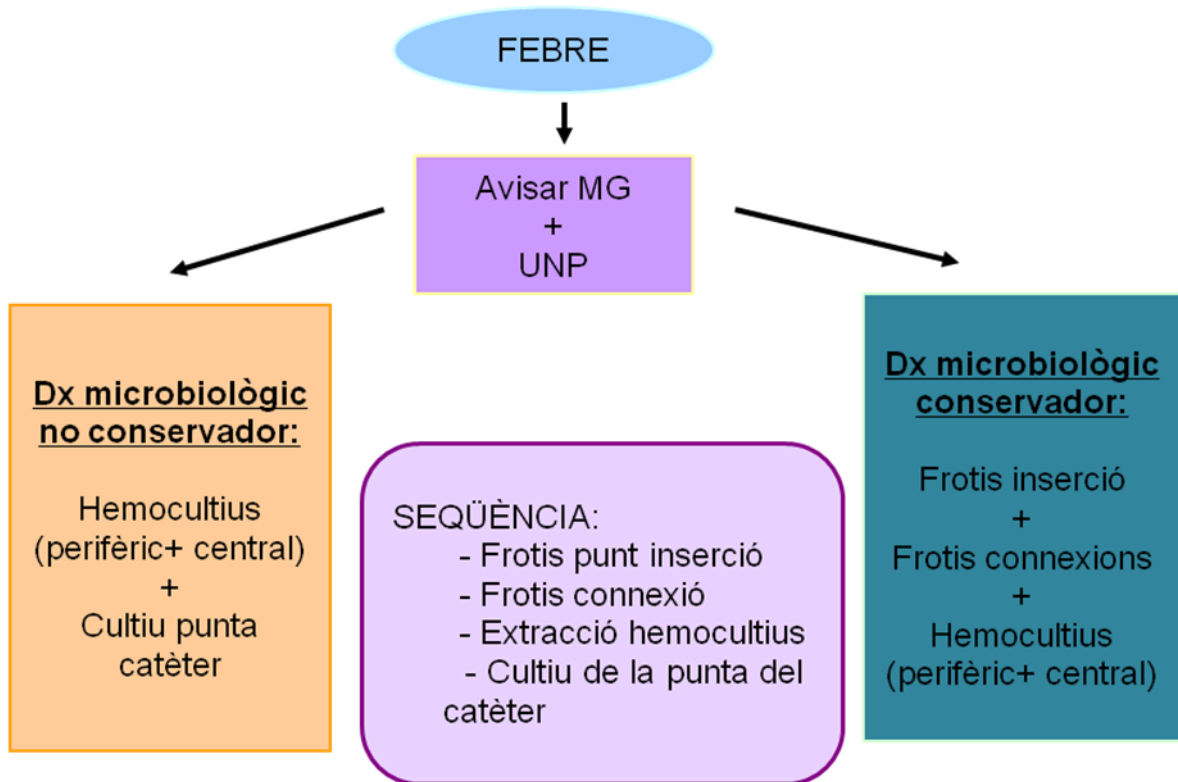 FEBRE
Avisar MG
+
UNP
Dx microbiològic
no conservador:
Hemocultius
(perifèric+ central)
+
Cultiu punta
catèter
SEQÜÈNCIA:
- Frotis punt inserció
- Frotis connexió
- Extracció hemocultius
- Cultiu de la punta del
catèter
Dx microbiològic
conservador:
Frotis inserció
+
Frotis connexions
+
Hemocultius
(perifèric+ central)